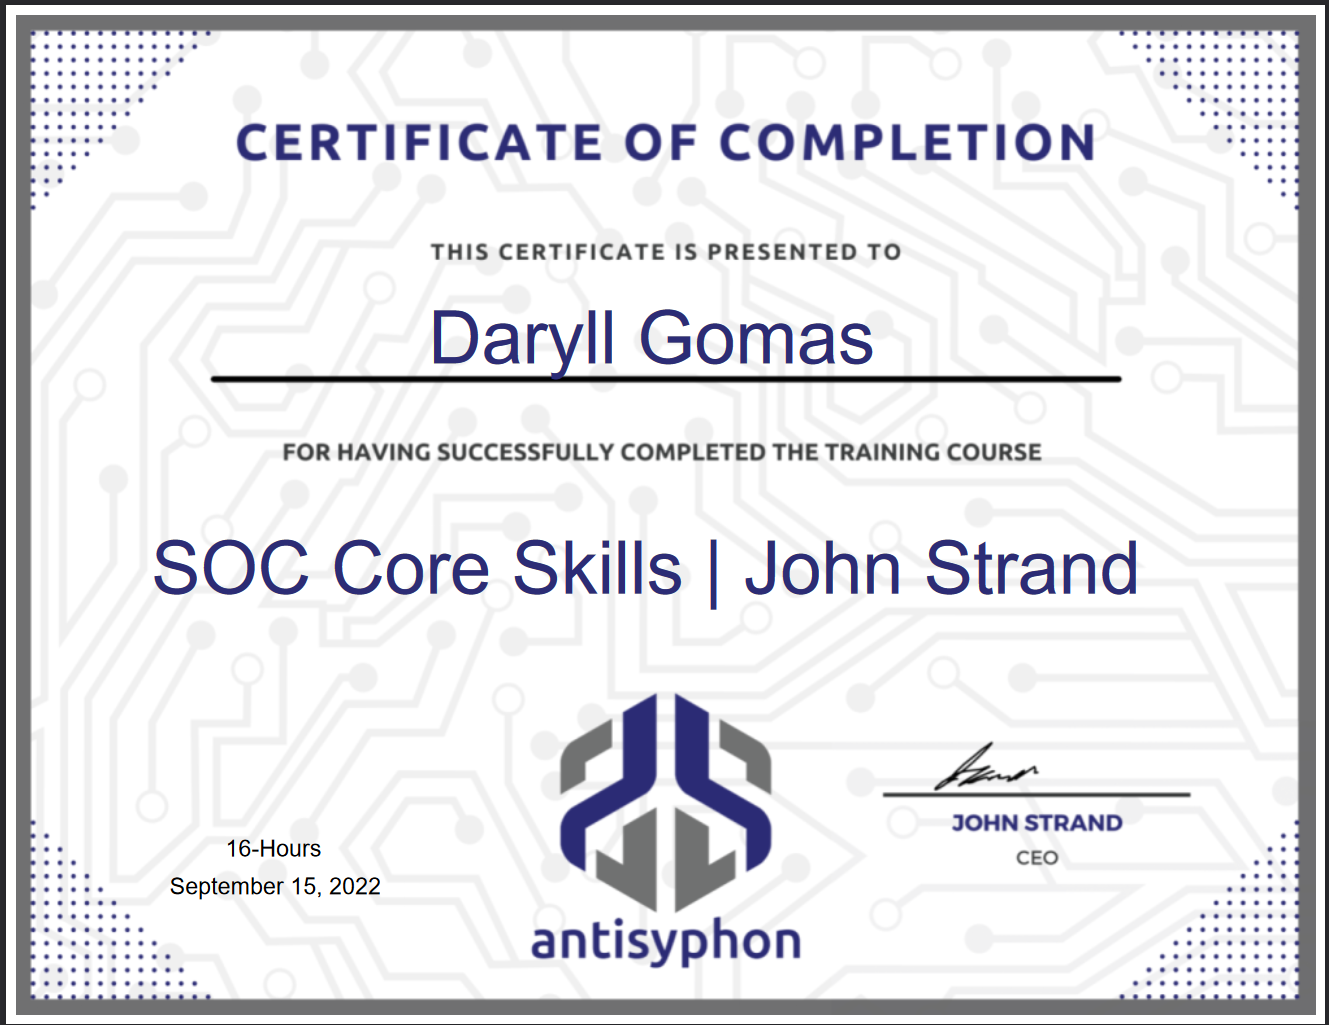 CERTIFICATE OF COMPLETION
THIS CERTIFICATE IS PRESENTED TO
Daryll Gomas
FOR HAVING SUCCESSFULLY COMPLETED THE TRAINING COURSE
SOC Core Skills | John Strand
16-Hours
September 15, 2022
antisyphon
JOHN STRAND
CEO